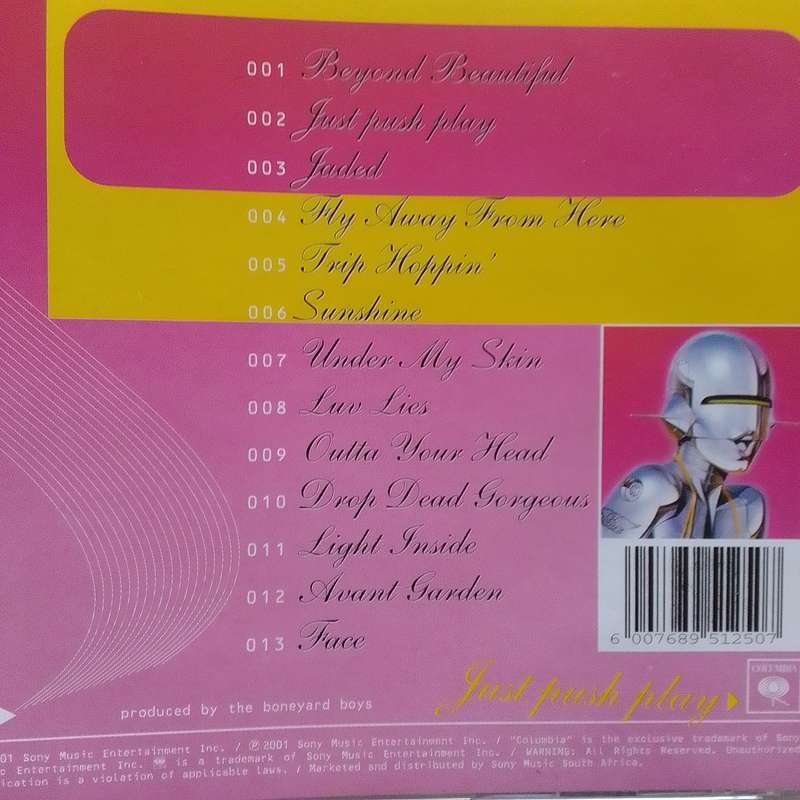 001 Beyond Beautiful
002 Just push play
003 Jaded
004 Fly Away From Here
005 Trip Hoppin'
006 Sunshine
007 Under My Skin
008 Luv Lies
009 Outta Your Head
010 Drop Dead Gorgeous
011 Light Inside
012 Avant Garden
013 Face
6 007689 512507
Just push play
COLUMBIA
produced by the boneyard boys
01 Sony Music Entertainment Inc. / ℗ 2001 Sony Music Entertainment Inc. / "Columbia" is the exclusive trademark of Sony
c Entertainment Inc. is a trademark of Sony Music Entertainment Inc. / WARNING: All Rights Reserved. Unauthorized
ication is a violation of applicable laws. / Marketed and distributed by Sony Music South Africa.